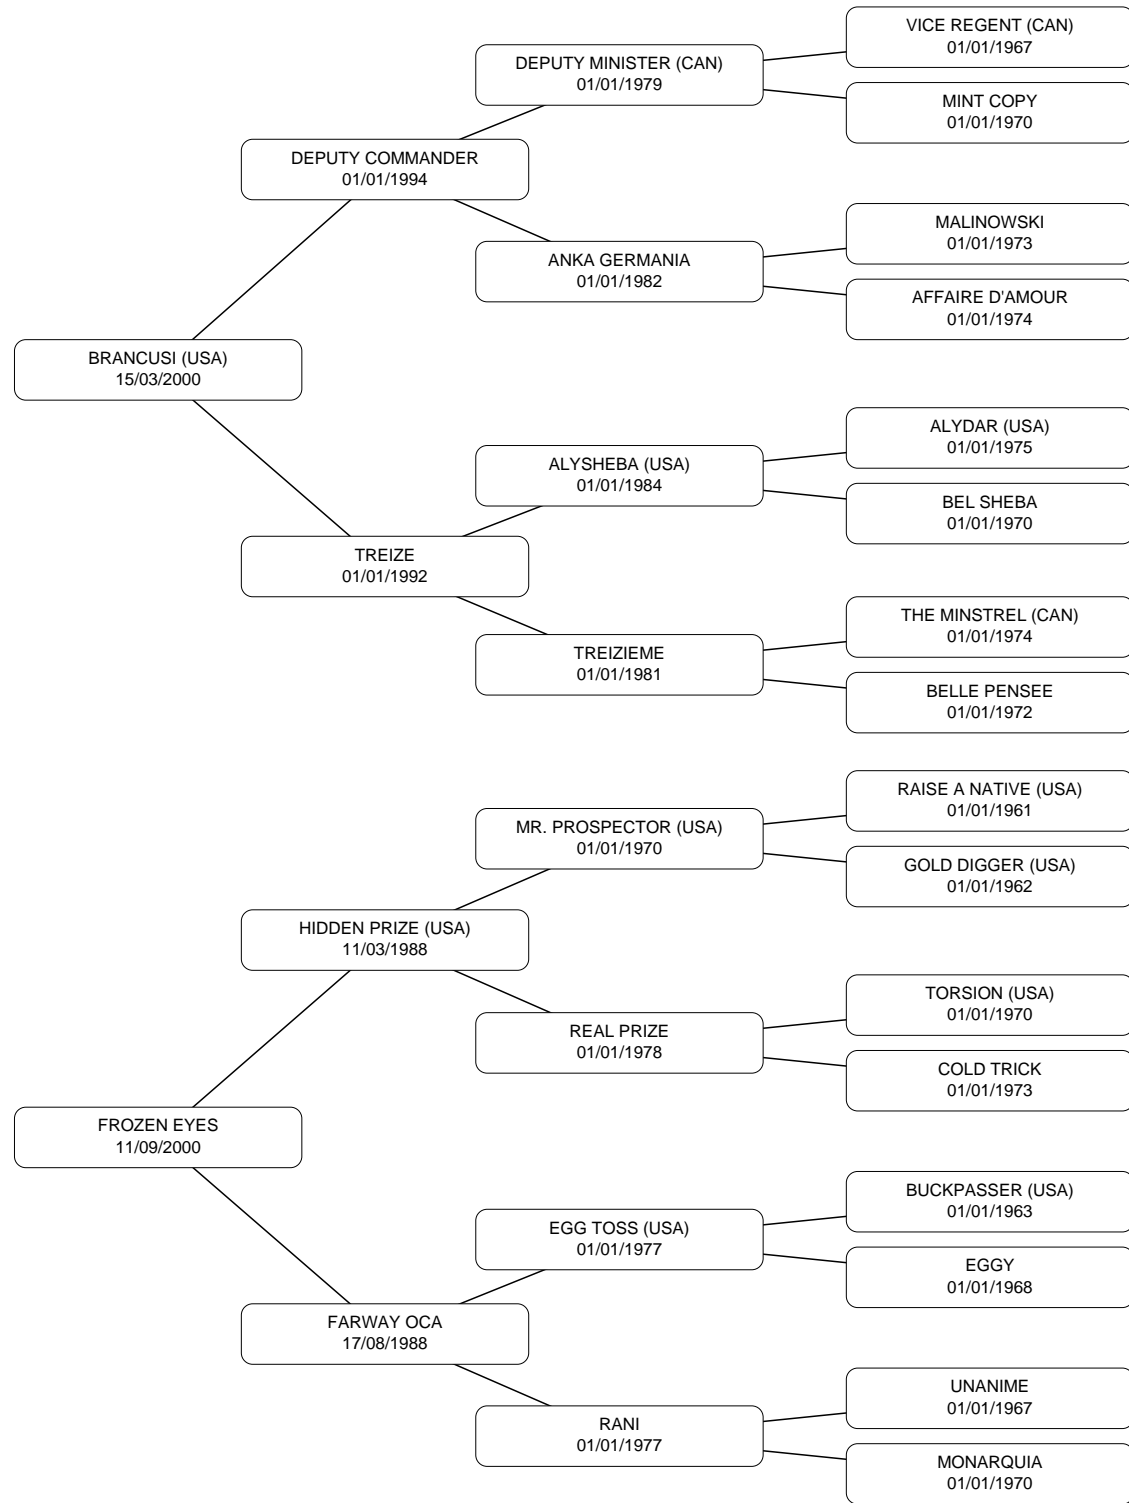 VICE REGENT (CAN)
01/01/1967
DEPUTY MINISTER (CAN)
01/01/1979
MINT COPY
01/01/1970
DEPUTY COMMANDER
01/01/1994
MALINOWSKI
01/01/1973
ANKA GERMANIA
01/01/1982
AFFAIRE D'AMOUR
01/01/1974
BRANCUSI (USA)
15/03/2000
ALYDAR (USA)
01/01/1975
ALYSHEBA (USA)
01/01/1984
BEL SHEBA
01/01/1970
TREIZE
01/01/1992
THE MINSTREL (CAN)
01/01/1974
TREIZIEME
01/01/1981
BELLE PENSEE
01/01/1972
RAISE A NATIVE (USA)
01/01/1961
MR. PROSPECTOR (USA)
01/01/1970
GOLD DIGGER (USA)
01/01/1962
HIDDEN PRIZE (USA)
11/03/1988
TORSION (USA)
01/01/1970
REAL PRIZE
01/01/1978
COLD TRICK
01/01/1973
FROZEN EYES
11/09/2000
BUCKPASSER (USA)
01/01/1963
EGG TOSS (USA)
01/01/1977
EGGY
01/01/1968
FARWAY OCA
17/08/1988
UNANIME
01/01/1967
RANI
01/01/1977
MONARQUIA
01/01/1970